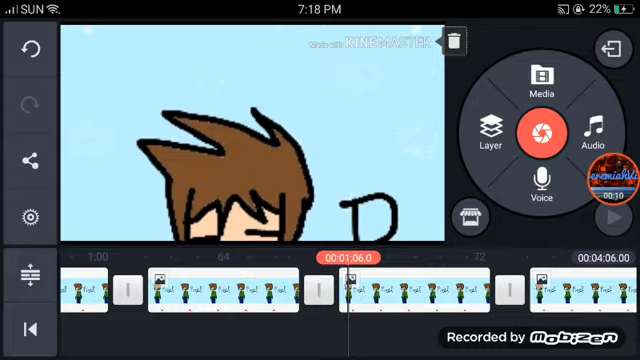 SUN
7:18 PM
22%
Made with KINEMASTER
Media
Layer
Audio
Voice
eremiahVi
00:10
P
1:00
64
00:01:06.0
72
00:04:06.00
Recorded by mobizen